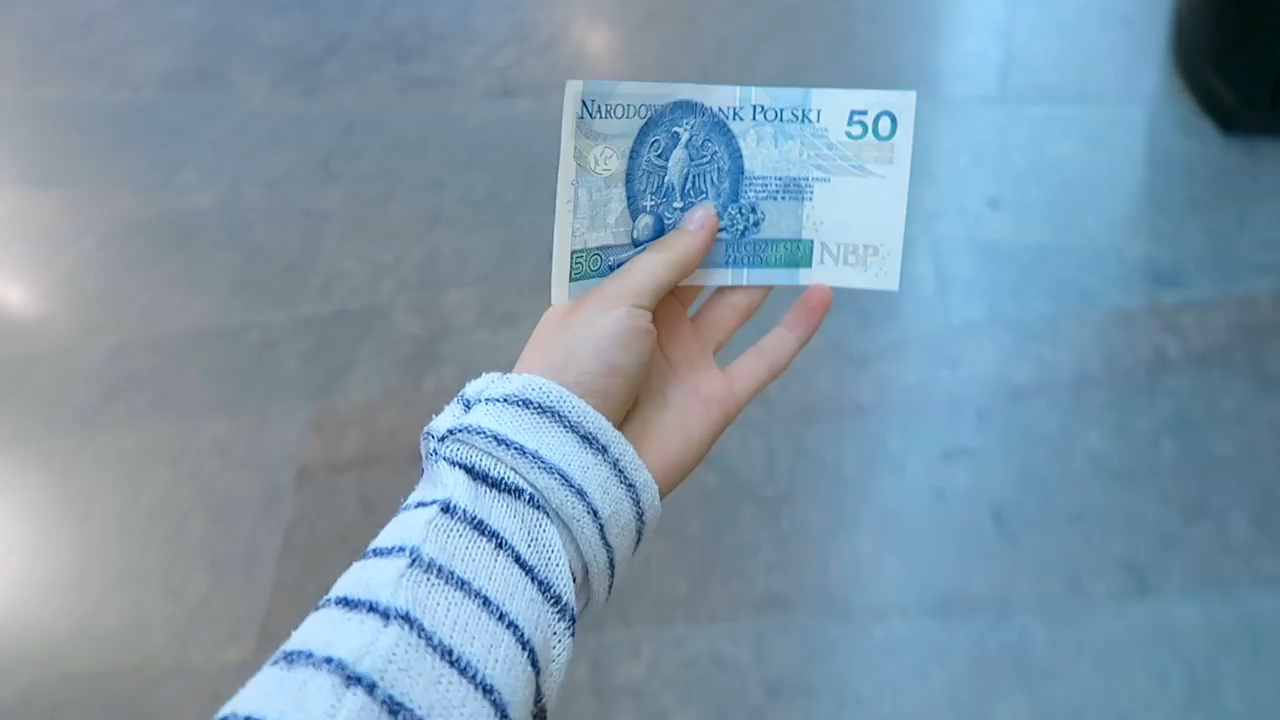 NARODOWY BANK POLSKI
50
50
PIĘĆDZIESIĄT
ZŁOTYCH
NBP